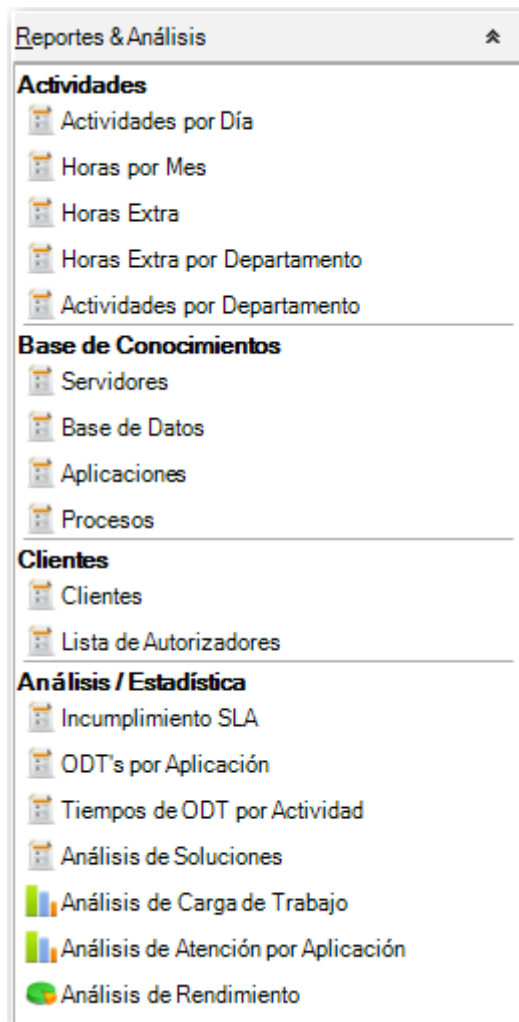 Reportes & Análisis
Actividades
Actividades por Día
Horas por Mes
Horas Extra
Horas Extra por Departamento
Actividades por Departamento
Base de Conocimientos
Servidores
Base de Datos
Aplicaciones
Procesos
Clientes
Clientes
Lista de Autorizadores
Análisis / Estadística
Incumplimiento SLA
ODT's por Aplicación
Tiempos de ODT por Actividad
Análisis de Soluciones
Análisis de Carga de Trabajo
Análisis de Atención por Aplicación
Análisis de Rendimiento